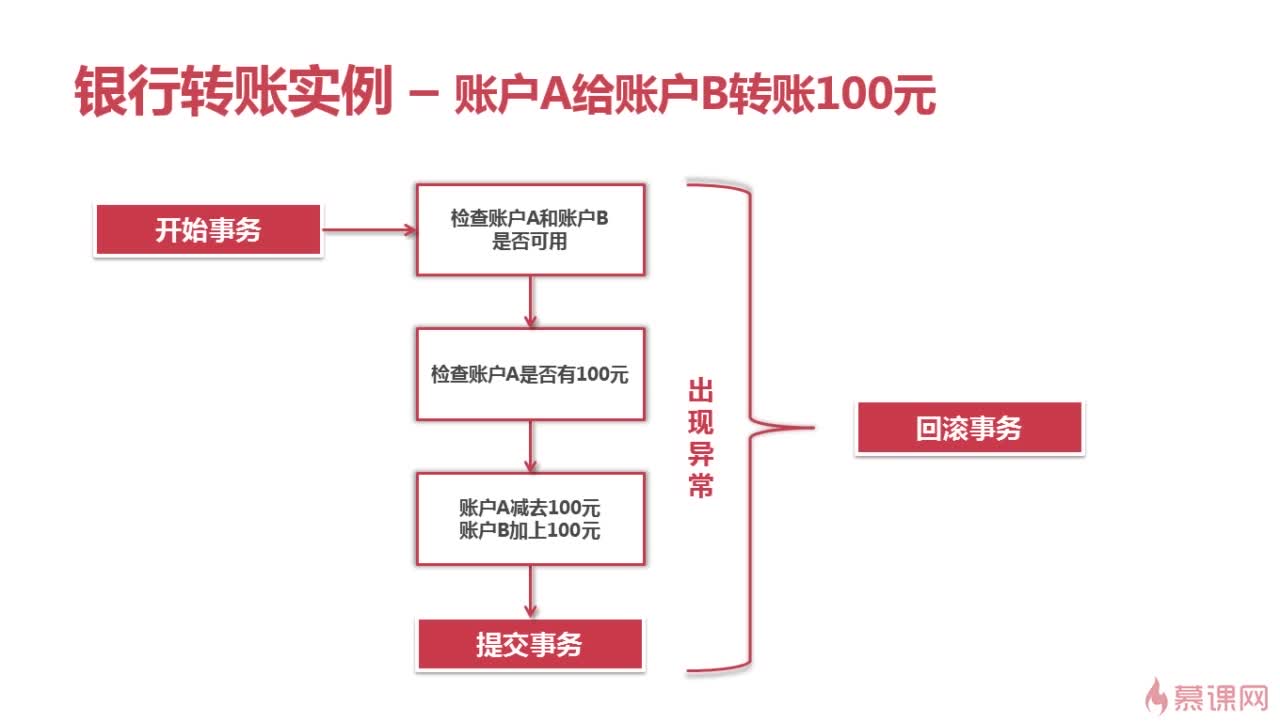 银行转账实例 – 账户A给账户B转账100元
开始事务
检查账户A和账户B
是否可用
检查账户A是否有100元
账户A减去100元
账户B加上100元
提交事务
出现异常
回滚事务
慕课网